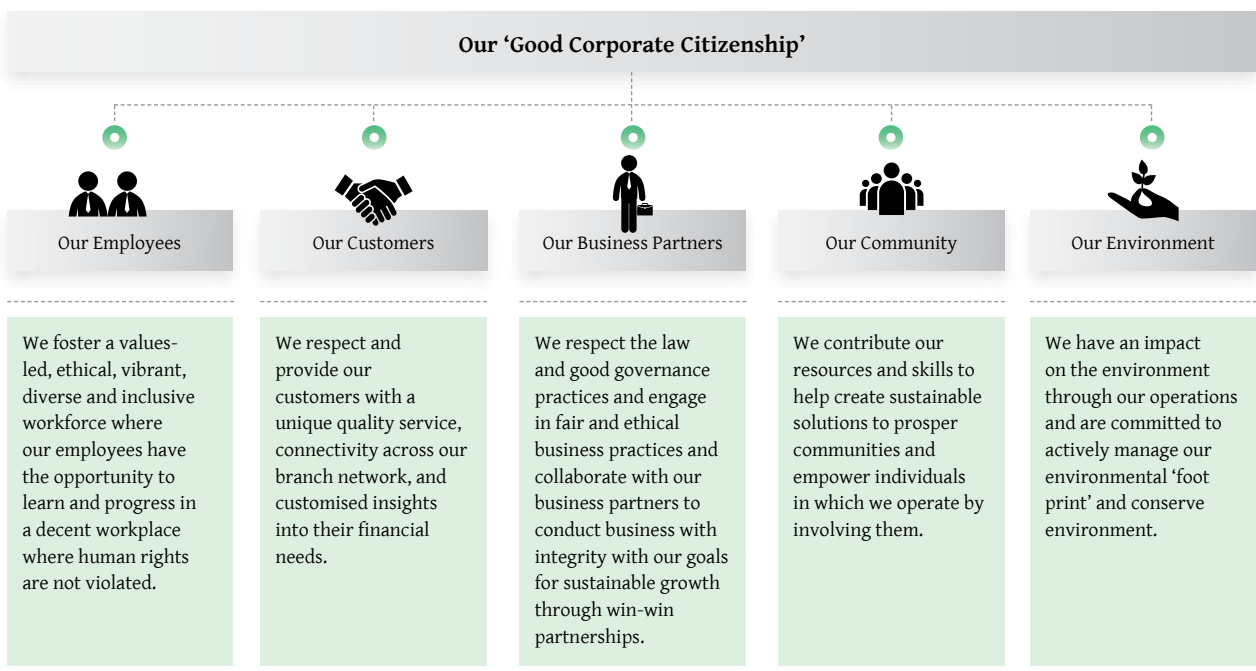 Our ‘Good Corporate Citizenship’
Our Employees
We foster a values-
led, ethical, vibrant,
diverse and inclusive
workforce where
our employees have
the opportunity to
learn and progress in
a decent workplace
where human rights
are not violated.
Our Customers
We respect and
provide our
customers with a
unique quality service,
connectivity across our
branch network, and
customised insights
into their financial
needs.
Our Business Partners
We respect the law
and good governance
practices and engage
in fair and ethical
business practices and
collaborate with our
business partners to
conduct business with
integrity with our goals
for sustainable growth
through win-win
partnerships.
Our Community
We contribute our
resources and skills to
help create sustainable
solutions to prosper
communities and
empower individuals
in which we operate by
involving them.
Our Environment
We have an impact
on the environment
through our operations
and are committed to
actively manage our
environmental ‘foot
print’ and conserve
environment.